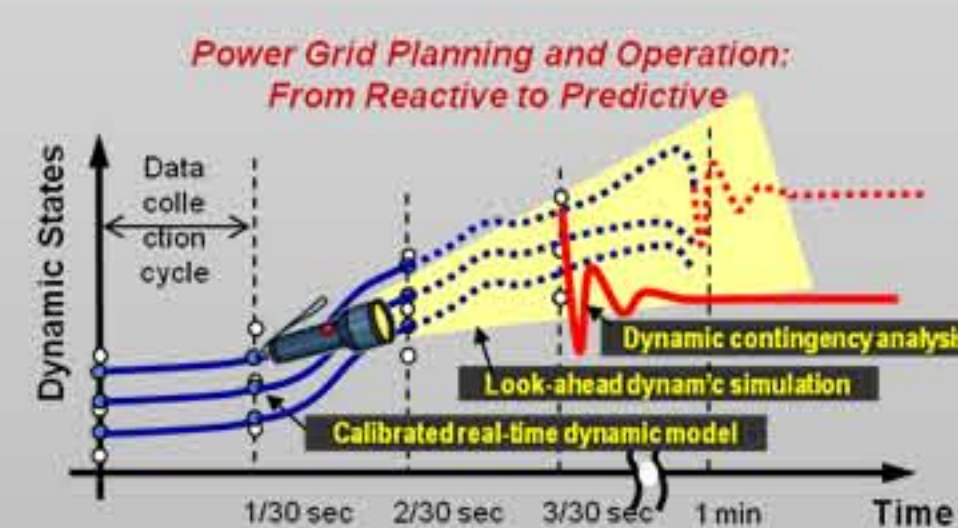 Power Grid Planning and Operation:
From Reactive to Predictive
Dynamic States
Data
colle
ction
cycle
Dynamic contingency analysis
Look-ahead dynam'c simulation
Calibrated real-time dynamic model
1/30 sec 2/30 sec 3/30 sec 1 min Time